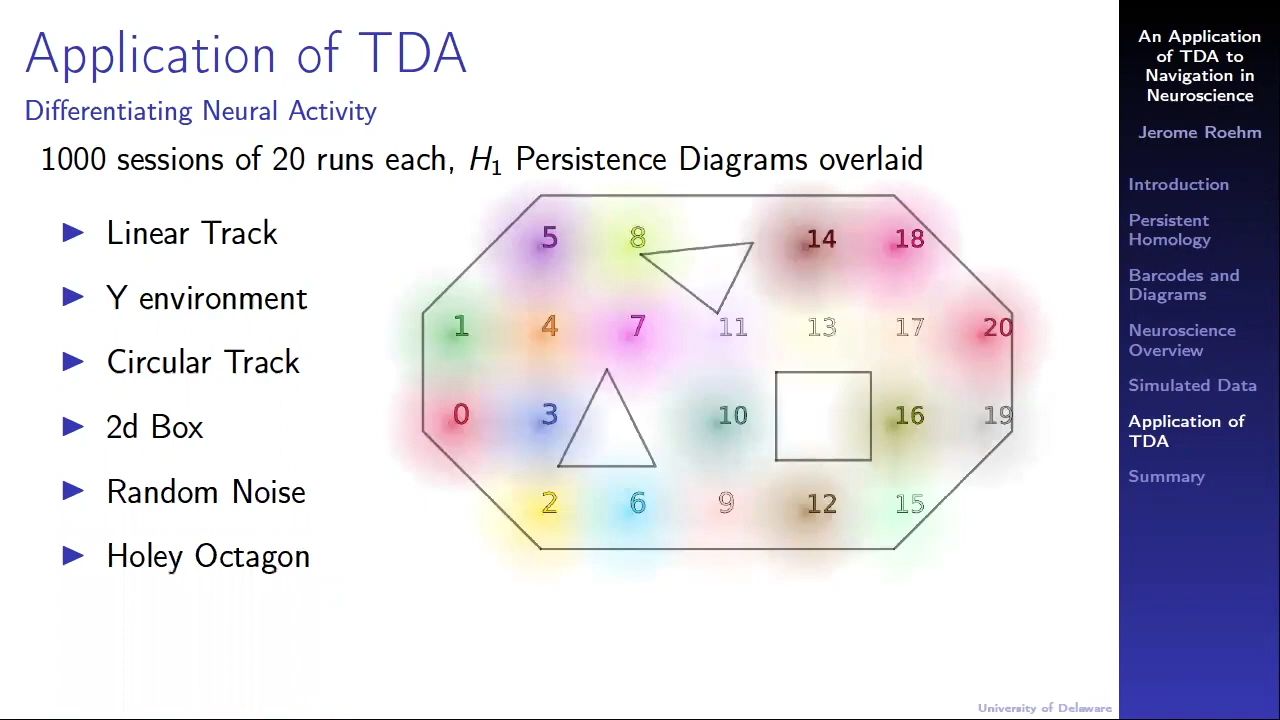 Application of TDA
Differentiating Neural Activity
1000 sessions of 20 runs each, H1 Persistence Diagrams overlaid
Linear Track
Y environment
Circular Track
2d Box
Random Noise
Holey Octagon
5 8 14 18
1 4 7 11 13 17 20
0 3 10 16 19
2 6 9 12 15
An Application
of TDA to
Navigation in
Neuroscience
Jerome Roehm
Introduction
Persistent
Homology
Barcodes and
Diagrams
Neuroscience
Overview
Simulated Data
Application of
TDA
Summary
University of Delaware